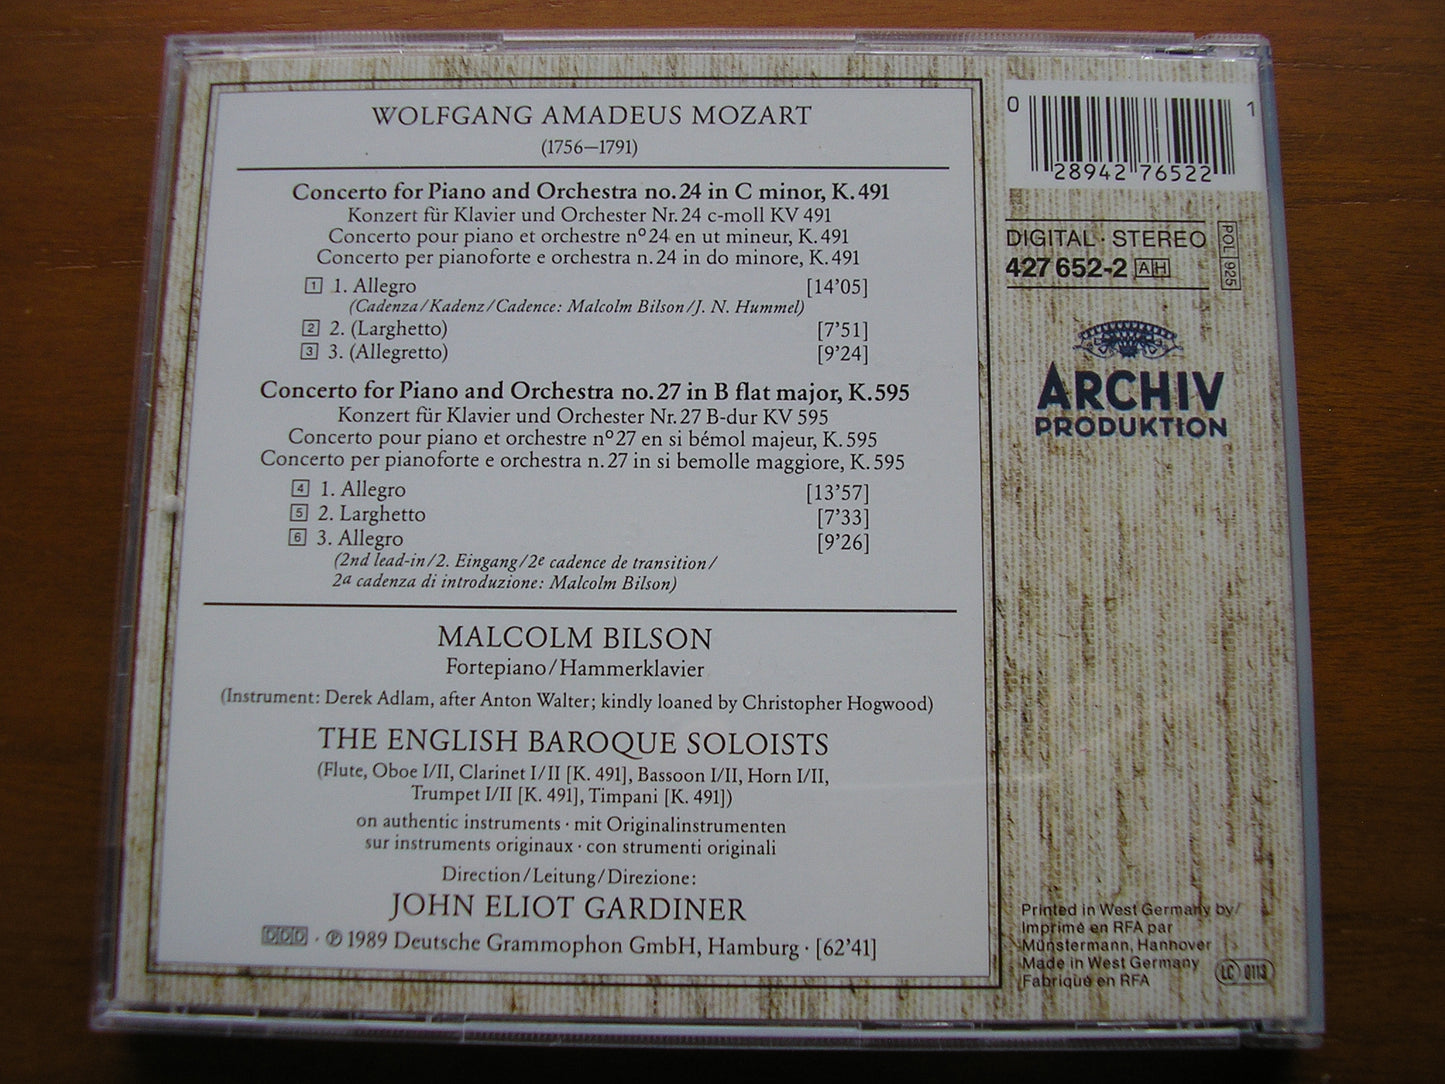 WOLFGANG AMADEUS MOZART
(1756–1791)
Concerto for Piano and Orchestra no. 24 in C minor, K. 491
Konzert für Klavier und Orchester Nr. 24 c-moll KV 491
Concerto pour piano et orchestre nº 24 en ut mineur, K. 491
Concerto per pianoforte e orchestra n. 24 in do minore, K. 491
1 1. Allegro [14'05]
(Cadenza/Kadenz/Cadence: Malcolm Bilson/J. N. Hummel)
2 2. (Larghetto) [7'51]
3 3. (Allegretto) [9'24]
Concerto for Piano and Orchestra no. 27 in B flat major, K. 595
Konzert für Klavier und Orchester Nr. 27 B-dur KV 595
Concerto pour piano et orchestre nº 27 en si bémol majeur, K. 595
Concerto per pianoforte e orchestra n. 27 in si bemolle maggiore, K. 595
4 1. Allegro [13'57]
5 2. Larghetto [7'33]
6 3. Allegro [9'26]
(2nd lead-in/2. Eingang/2e cadence de transition/
2a cadenza di introduzione: Malcolm Bilson)
MALCOLM BILSON
Fortepiano/Hammerklavier
(Instrument: Derek Adlam, after Anton Walter; kindly loaned by Christopher Hogwood)
THE ENGLISH BAROQUE SOLOISTS
(Flute, Oboe I/II, Clarinet I/II [K. 491], Bassoon I/II, Horn I/II,
Trumpet I/II [K. 491], Timpani [K. 491])
on authentic instruments · mit Originalinstrumenten
sur instruments originaux · con strumenti originali
Direction/Leitung/Direzione:
JOHN ELIOT GARDINER
DDD · ℗ 1989 Deutsche Grammophon GmbH, Hamburg · [62'41]
0 28942 76522 1
DIGITAL · STEREO
427 652-2 AH
POL 925
ARCHIV
PRODUKTION
Printed in West Germany by/
Imprimé en RFA par
Münstermann, Hannover
Made in West Germany
Fabriqué en RFA
LC 0113